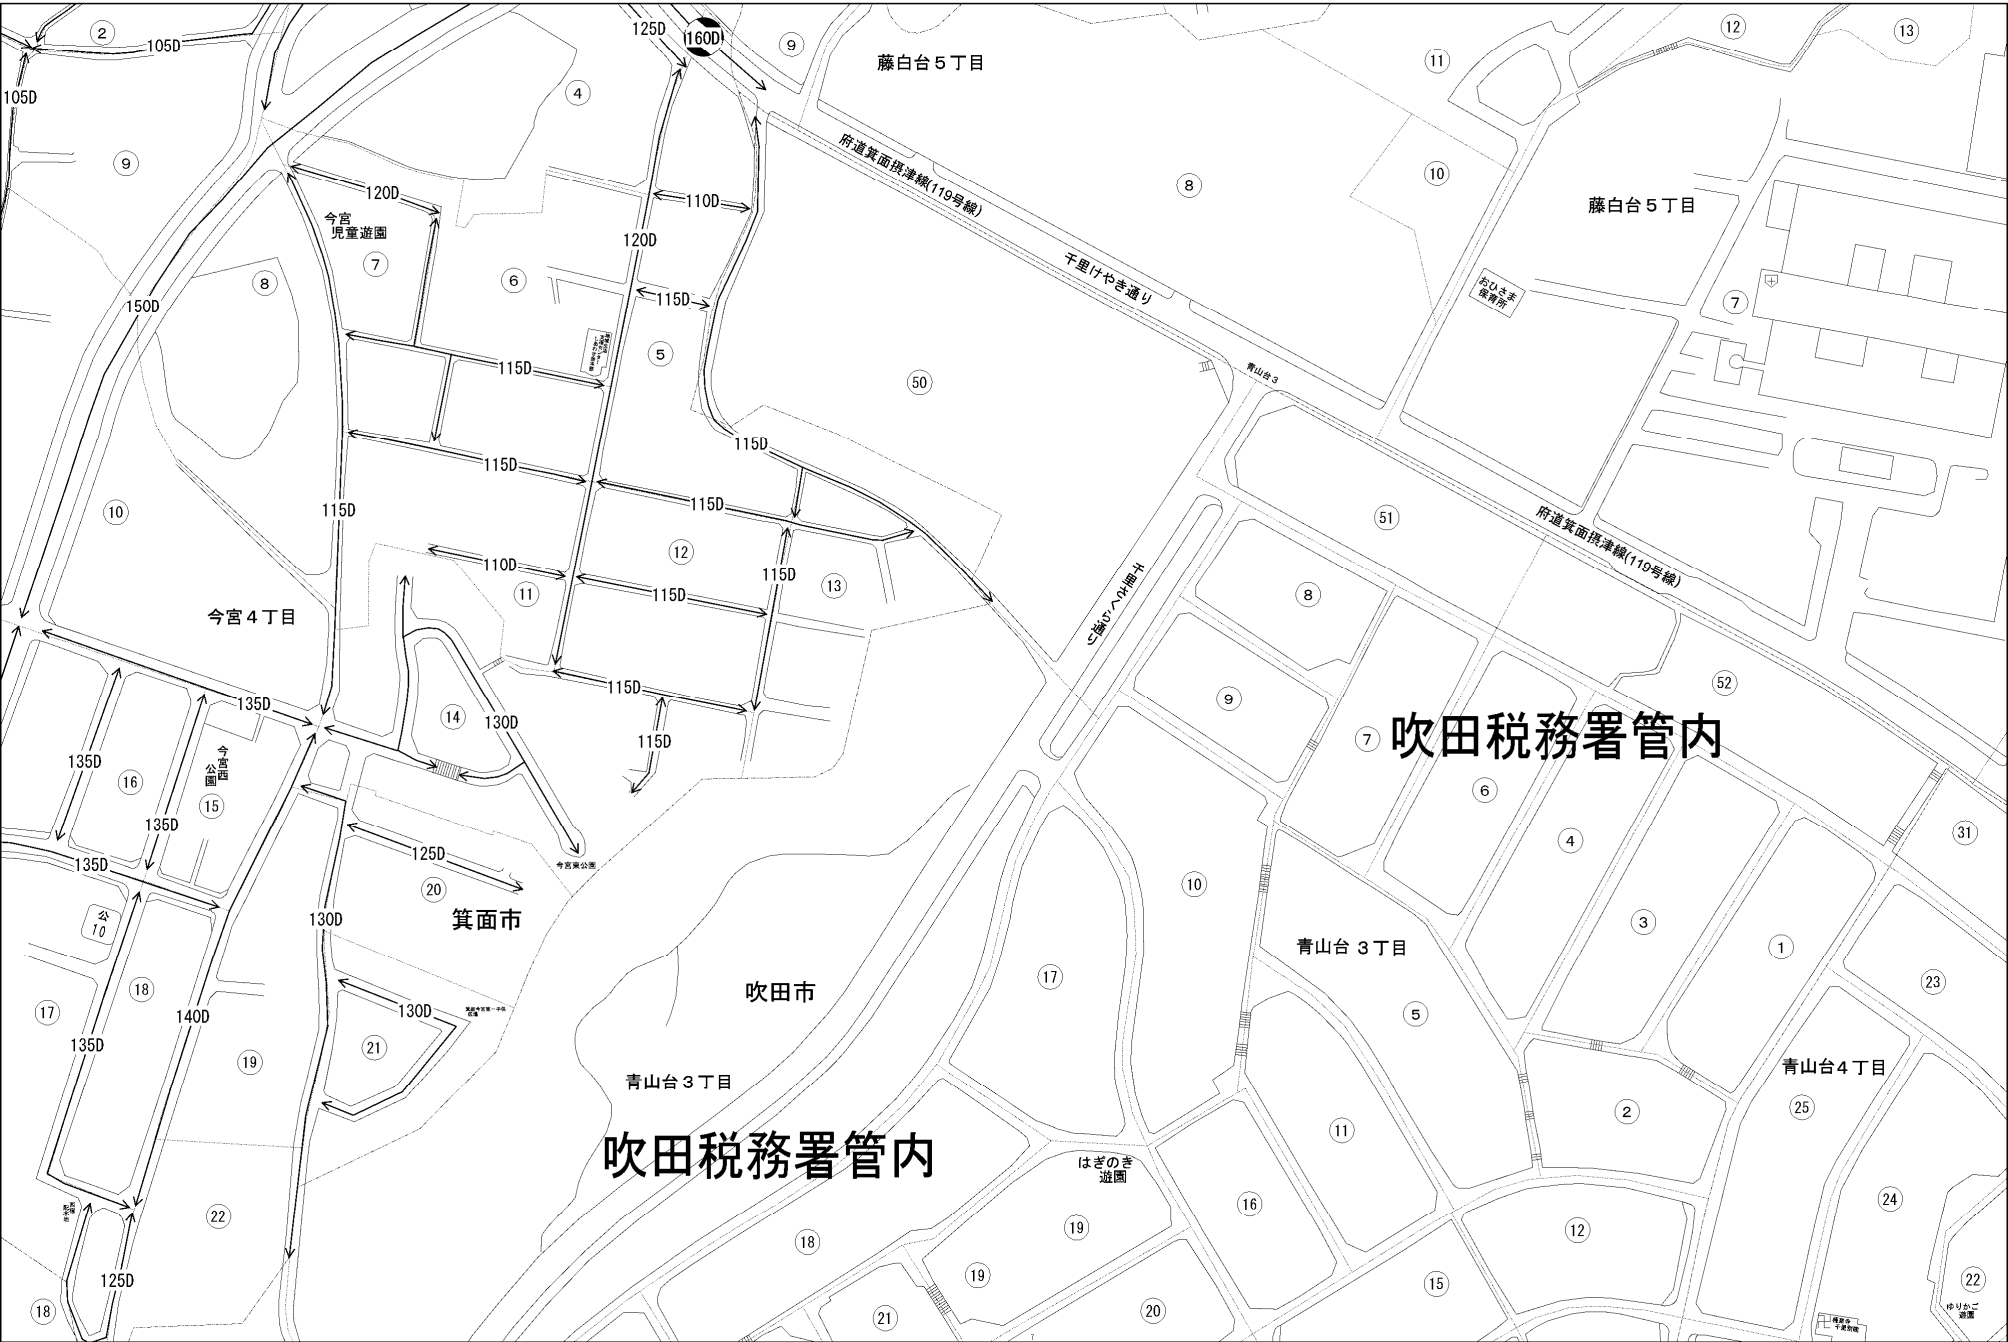 2
105D
160D
125D
9
藤白台５丁目
11
12
13
105D
4
府道箕面摂津線(119号線)
9
8
10
120D
110D
藤白台５丁目
今宮
児童遊園
7
120D
8
6
千里けやき通り
おひさま
保育所
7
150D
115D
5
青山台３
115D
50
115D
115D
10
115D
115D
51
府道箕面摂津線(119号線)
12
110D
115D
13
11
115D
8
千里さくら通り
今宮４丁目
115D
9
52
135D
14
130D
7
吹田税務署管内
115D
135D
16
今宮西
公園
15
6
135D
4
31
135D
125D
今宮東公園
10
20
130D
箕面市
公
10
3
青山台３丁目
1
17
吹田市
18
23
17
140D
130D
5
135D
19
21
青山台３丁目
青山台４丁目
25
2
11
吹田税務署管内
はぎのき
遊園
16
24
22
19
12
18
125D
19
15
22
18
21
20
ゆりかご
遊園